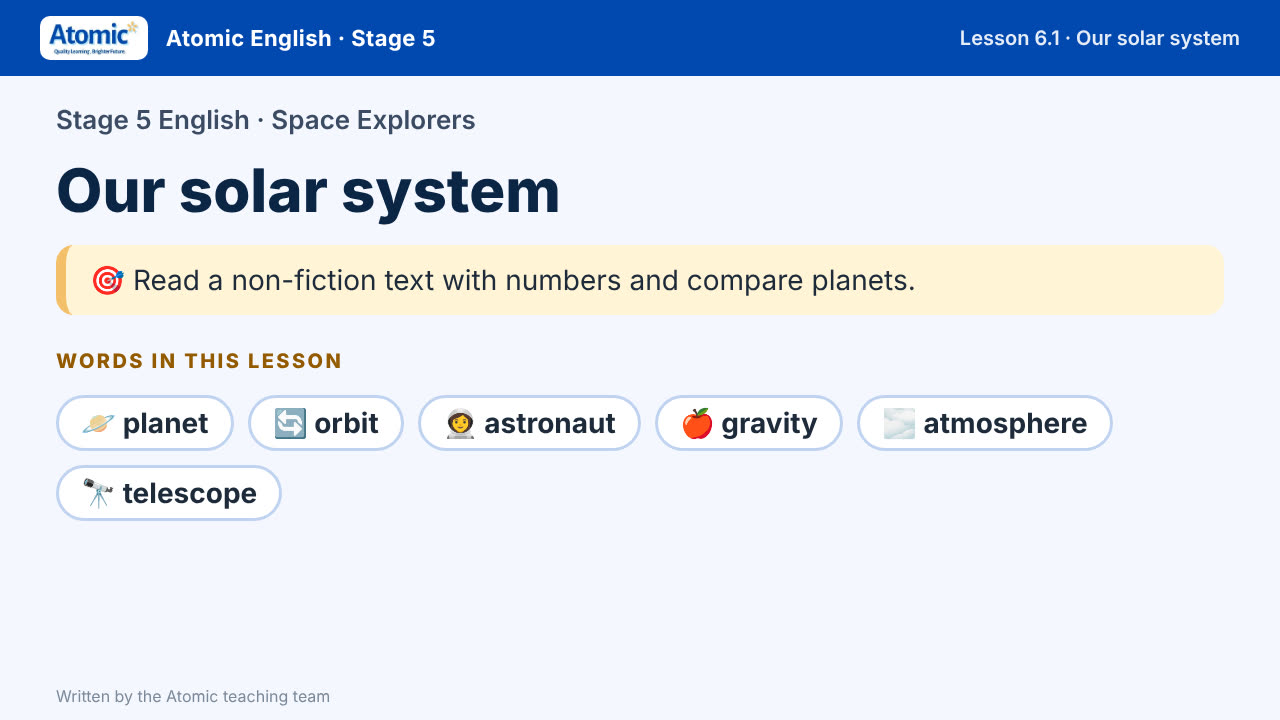 Atomic
Quality Learning. Brighter Future.
Atomic English · Stage 5
Lesson 6.1 · Our solar system
Stage 5 English · Space Explorers
Our solar system
Read a non-fiction text with numbers and compare planets.
WORDS IN THIS LESSON
planet
orbit
astronaut
gravity
atmosphere
telescope
Written by the Atomic teaching team